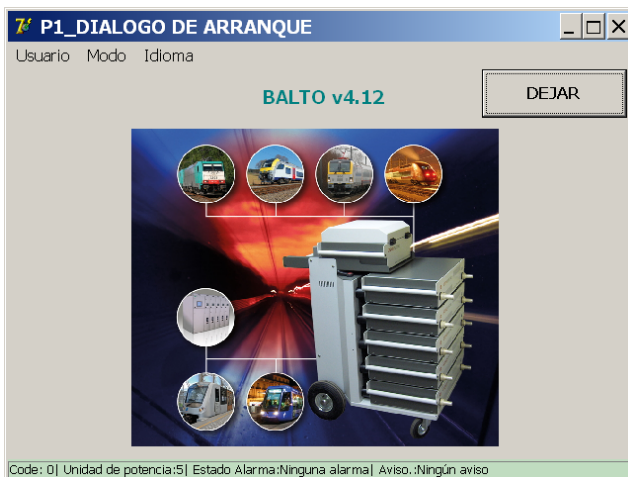 P1_DIALOGO DE ARRANQUE
Usuario Modo Idioma
BALTO v4.12
DEJAR
Code: 0| Unidad de potencia:5| Estado Alarma:Ninguna alarma| Aviso.:Ningún aviso